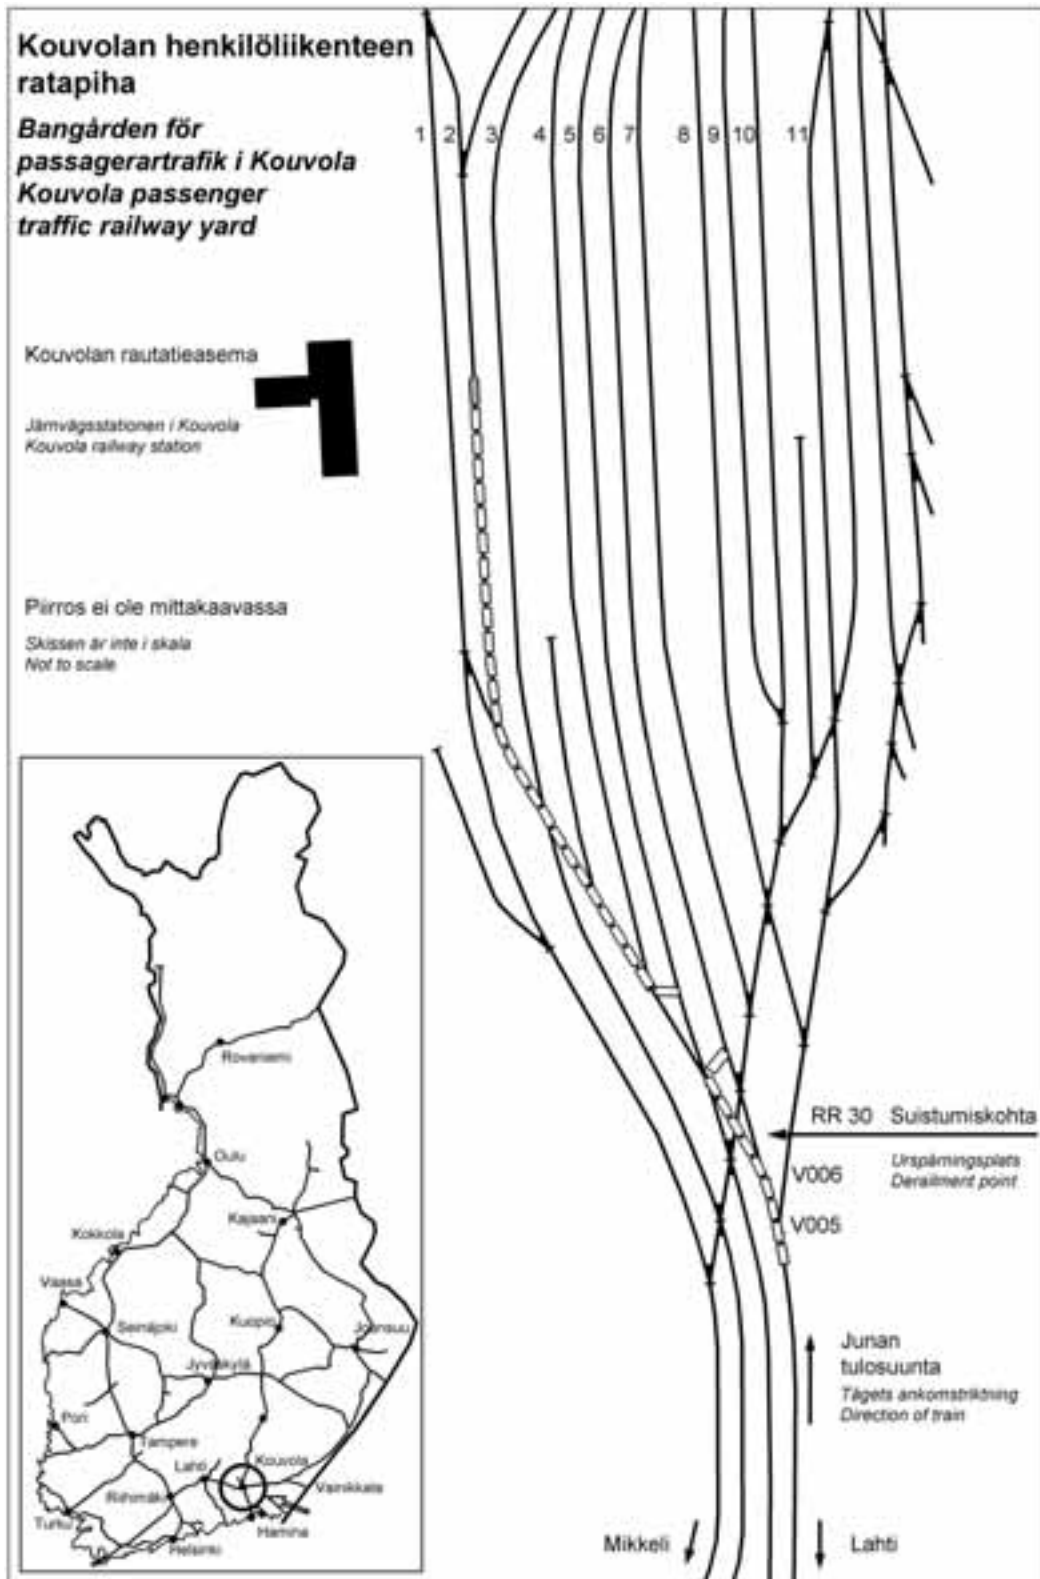 Kouvolan henkilöliikenteen
ratapiha
Bangården för
passagerartrafik i Kouvola
Kouvola passenger
traffic railway yard
1 2 3 4 5 6 7 8 9 10 11
Kouvolan rautatieasema
Järnvägsstationen i Kouvola
Kouvola railway station
Piirros ei ole mittakaavassa
Skissen är inte i skala
Not to scale
Rovaniemi
Oulu
Kajaani
Kokkola
Vaasa
Seinäjoki
Kuopio
Joensuu
Jyväskylä
Pori
Tampere
Lahti
Kouvola
Vainikkala
Riihimäki
Turku
Hamina
Helsinki
RR 30 Suistumiskohta
Urspårningsplats
Derailment point
V006
V005
Junan
tulosuunta
Tågets ankomstriktning
Direction of train
Mikkeli
Lahti